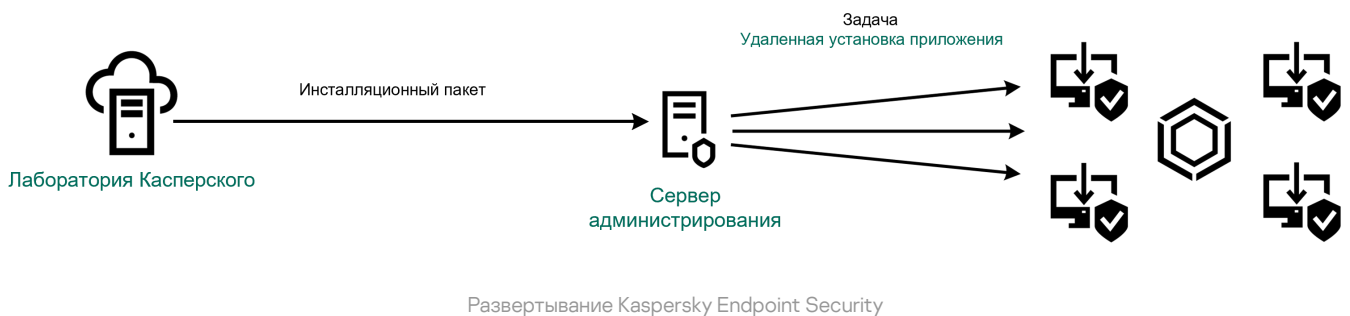 Задача
Удаленная установка приложения
Инсталляционный пакет
Лаборатория Касперского
Сервер
администрирования
Развертывание Kaspersky Endpoint Security